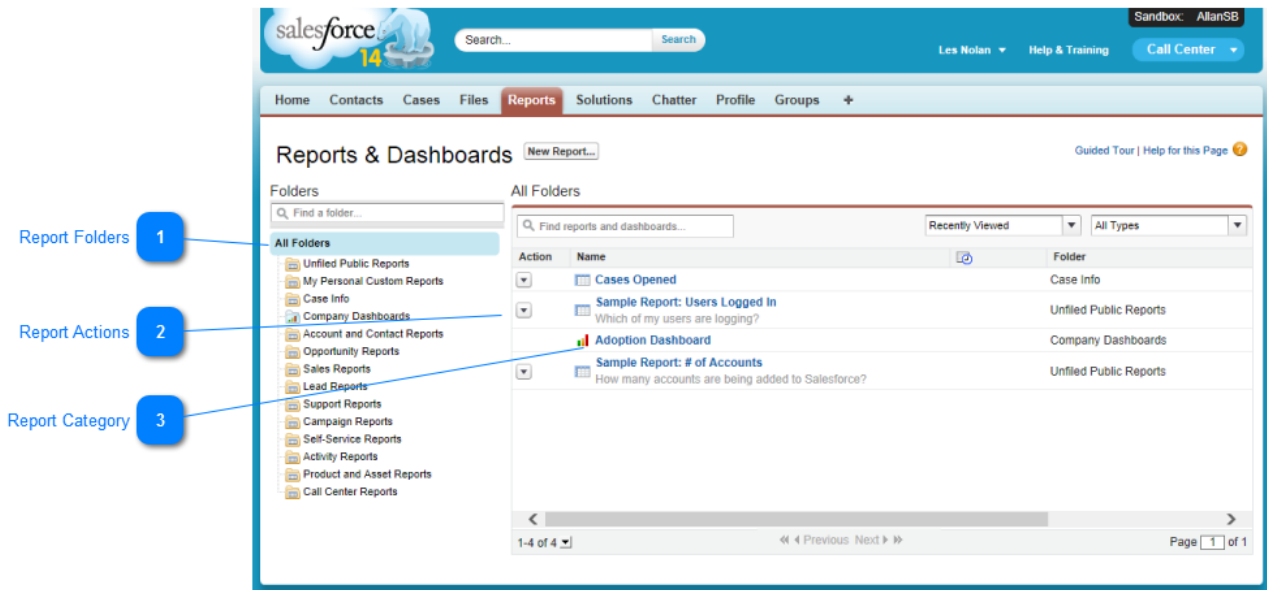 Sandbox: AllanSB
salesforce
14
Search...
Search
Les Nolan
Help & Training
Call Center
Home Contacts Cases Files Reports Solutions Chatter Profile Groups +
Reports & Dashboards
New Report...
Guided Tour | Help for this Page ?
Folders
Find a folder...
All Folders
Unfiled Public Reports
My Personal Custom Reports
Case Info
Company Dashboards
Account and Contact Reports
Opportunity Reports
Sales Reports
Lead Reports
Support Reports
Campaign Reports
Self-Service Reports
Activity Reports
Product and Asset Reports
Call Center Reports
Report Folders 1
Report Actions 2
Report Category 3
All Folders
Find reports and dashboards...
Recently Viewed
All Types
Action Name Folder
Cases Opened Case Info
Sample Report: Users Logged In
Which of my users are logging?
Unfiled Public Reports
Adoption Dashboard Company Dashboards
Sample Report: # of Accounts
How many accounts are being added to Salesforce?
Unfiled Public Reports
1-4 of 4
Previous Next
Page 1 of 1